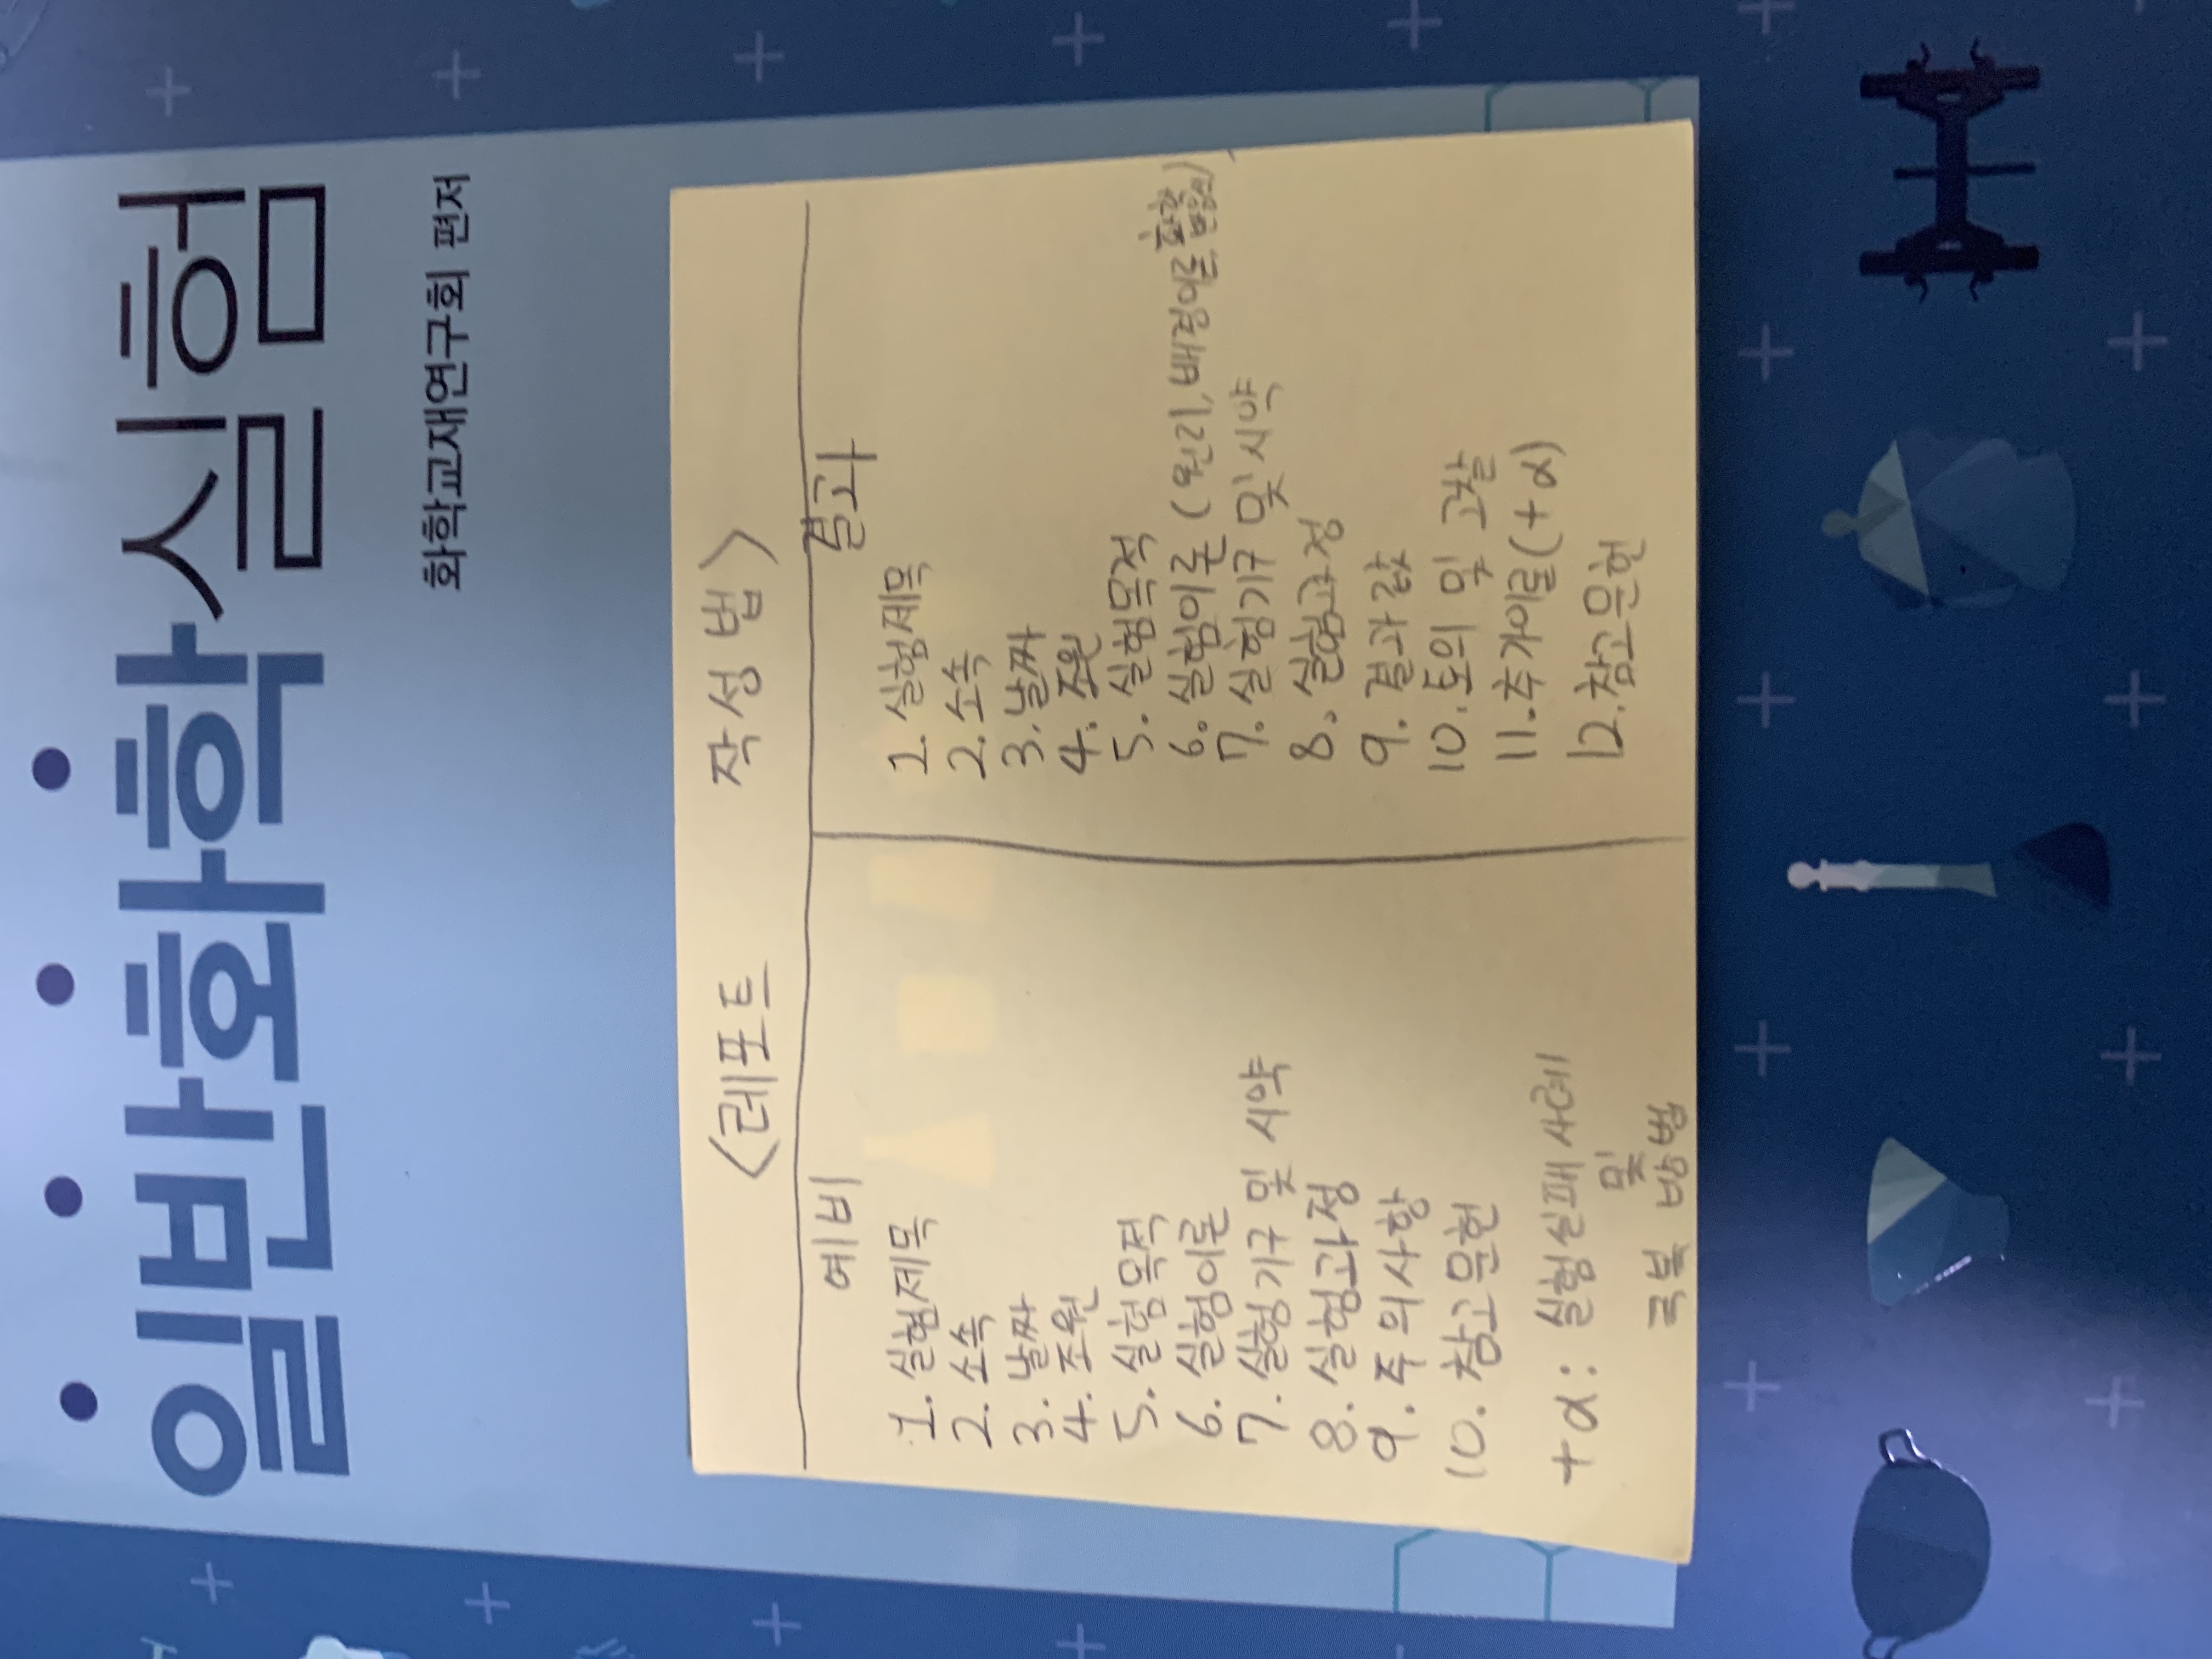 일반화학실험
화학교재연구회 편저
<레포트 작성법>
예비
1. 실험제목
2. 소속
3. 날짜
4. 조원
5. 실험목적
6. 실험이론
7. 실험기구 및 시약
8. 실험과정
9. 주의사항
10. 참고문헌
+α: 실험실패사례
및
극복 방법
결과
1. 실험제목
2. 소속
3. 날짜
4. 조원
5. 실험목적
6. 실험이론 (원리, 배경이론, 화학반응식)
7. 실험기구 및 시약
8. 실험과정
9. 결과값
10. 토의 및 고찰
11. 추가이론(+α)
12. 참고문헌